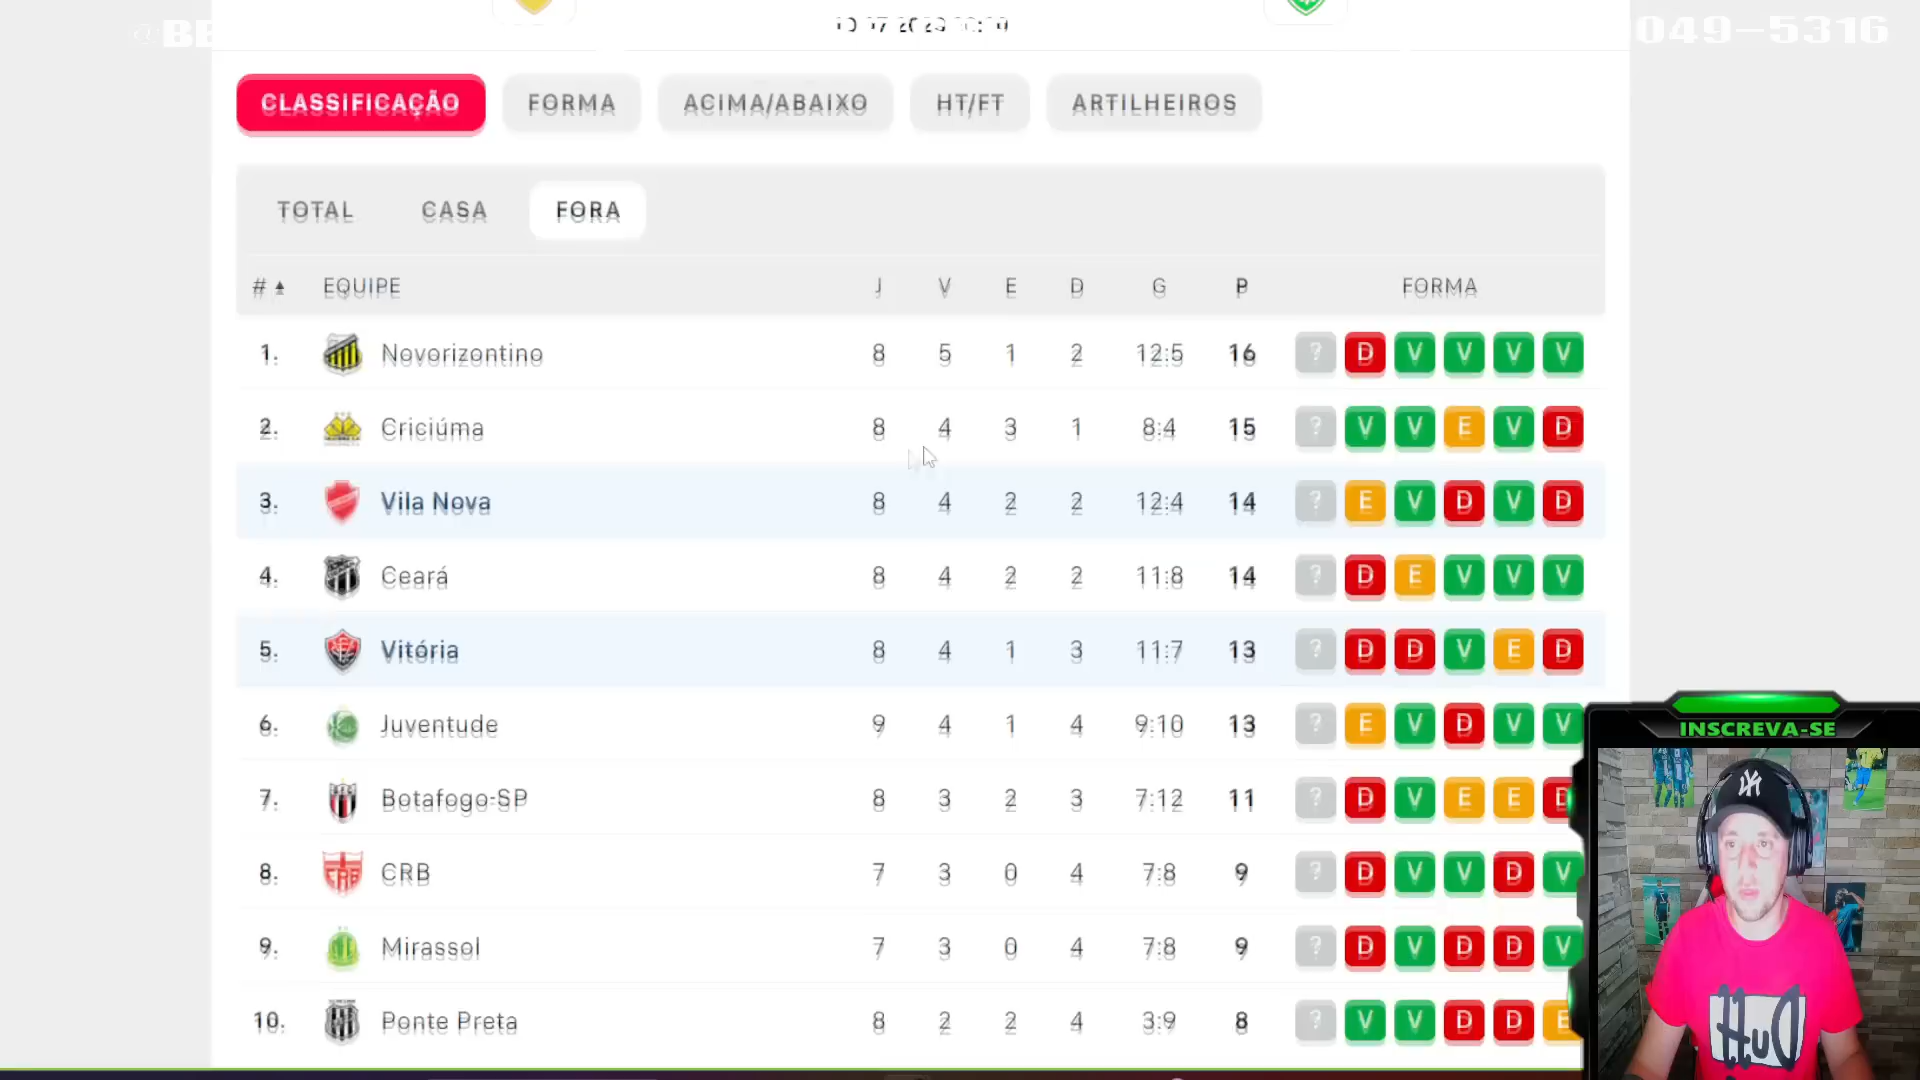 049-5316
CLASSIFICAÇÃO FORMA ACIMA/ABAIXO HT/FT ARTILHEIROS
TOTAL CASA FORA
# EQUIPE J V E D G P FORMA
1. Novorizontino 8 5 1 2 12:5 16 ? D V V V V
2. Criciúma 8 4 3 1 8:4 15 ? V V E V D
3. Vila Nova 8 4 2 2 12:4 14 ? E V D V D
4. Ceará 8 4 2 2 11:8 14 ? D E V V V
5. Vitória 8 4 1 3 11:7 13 ? D D V E D
6. Juventude 9 4 1 4 9:10 13 ? E V D V V
INSCREVA-SE
7. Botafogo-SP 8 3 2 3 7:12 11 ? D V E E D
8. CRB 7 3 0 4 7:8 9 ? D V V D V
9. Mirassol 7 3 0 4 7:8 9 ? D V D D V
10. Ponte Preta 8 2 2 4 3:9 8 ? V V D D E